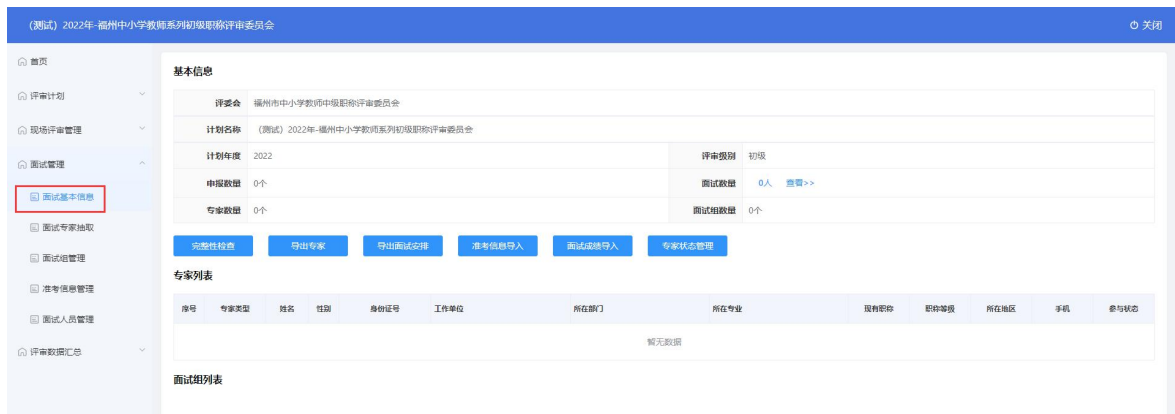 （测试）2022年-福州中小学教师系列初级职称评审委员会
关闭
首页
评审计划
现场评审管理
面试管理
面试基本信息
面试专家抽取
面试组管理
准考信息管理
面试人员管理
评审数据汇总
基本信息
评委会 福州市中小学教师中级职称评审委员会
计划名称 （测试）2022年-福州中小学教师系列初级职称评审委员会
计划年度 2022 评审级别 初级
申报数量 0个 面试数量 0人 查看>>
专家数量 0个 面试组数量 0个
完整性检查 导出专家 导出面试安排 准考信息导入 面试成绩导入 专家状态管理
专家列表
序号 专家类型 姓名 性别 身份证号 工作单位 所在部门 所在专业 现有职称 职称等级 所在地区 手机 参与状态
暂无数据
面试组列表